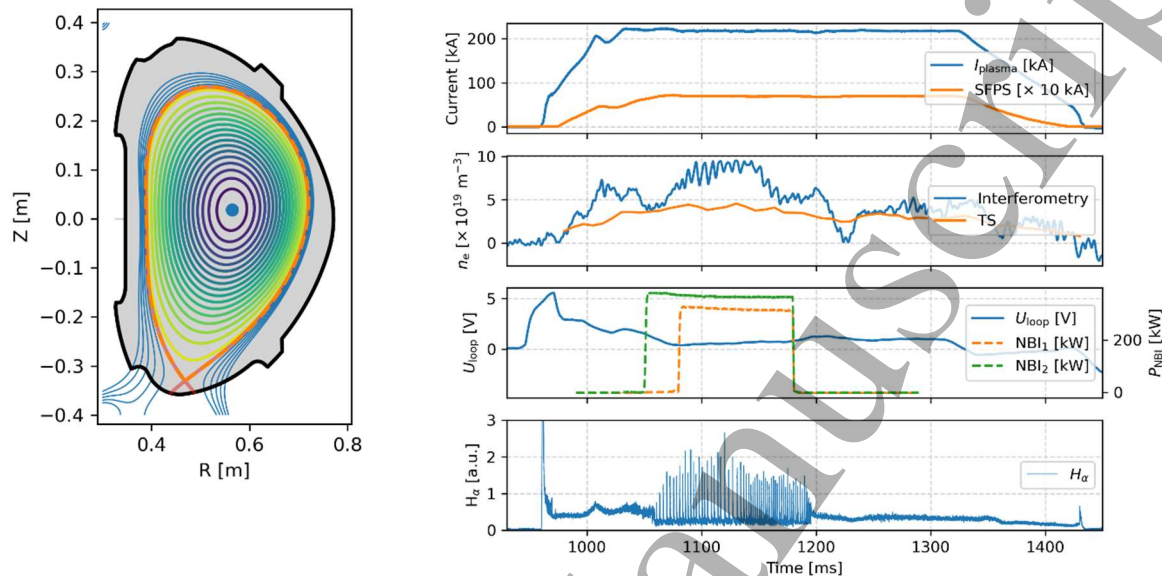 0.4
0.3
0.2
0.1
0.0
−0.1
−0.2
−0.3
−0.4
Z [m]
0.4 0.6 0.8
R [m]
200
100
0
Current [kA]
I_plasma [kA]
SFPS [× 10 kA]
10
5
0
n_e [× 10^19 m^−3]
Interferometry
TS
5
0
U_loop [V]
U_loop [V]
NBI_1 [kW]
NBI_2 [kW]
200
0
P_NBI [kW]
3
2
1
0
H_α [a.u.]
H_α
1000 1100 1200 1300 1400
Time [ms]
anuscrip